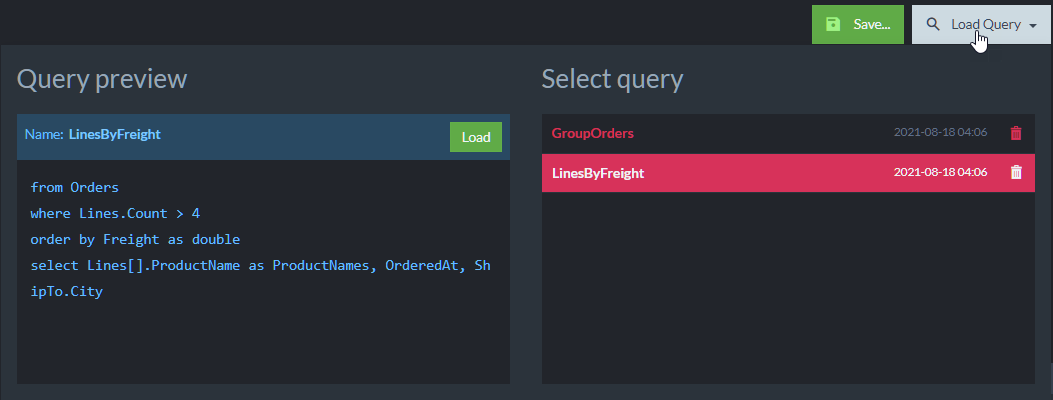 Save...
Load Query
Query preview
Select query
Name: LinesByFreight
Load
GroupOrders
2021-08-18 04:06
LinesByFreight
2021-08-18 04:06
from Orders
where Lines.Count > 4
order by Freight as double
select Lines[].ProductName as ProductNames, OrderedAt, Sh
ipTo.City